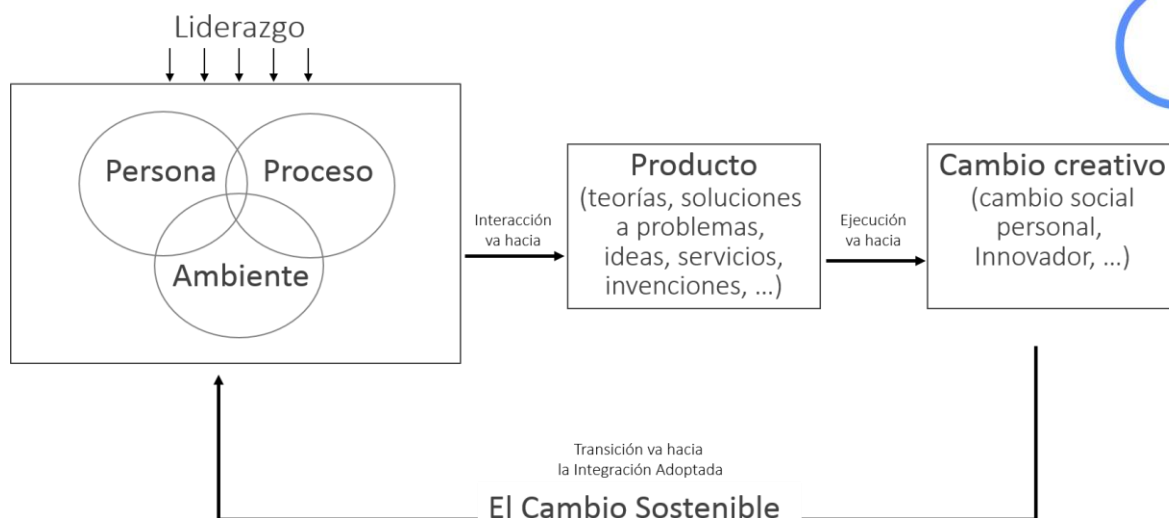 Liderazgo
Persona
Proceso
Ambiente
Interacción
va hacia
Producto
(teorías, soluciones
a problemas,
ideas, servicios,
invenciones, ...)
Ejecución
va hacia
Cambio creativo
(cambio social
personal,
Innovador, ...)
Transición va hacia
la Integración Adoptada
El Cambio Sostenible